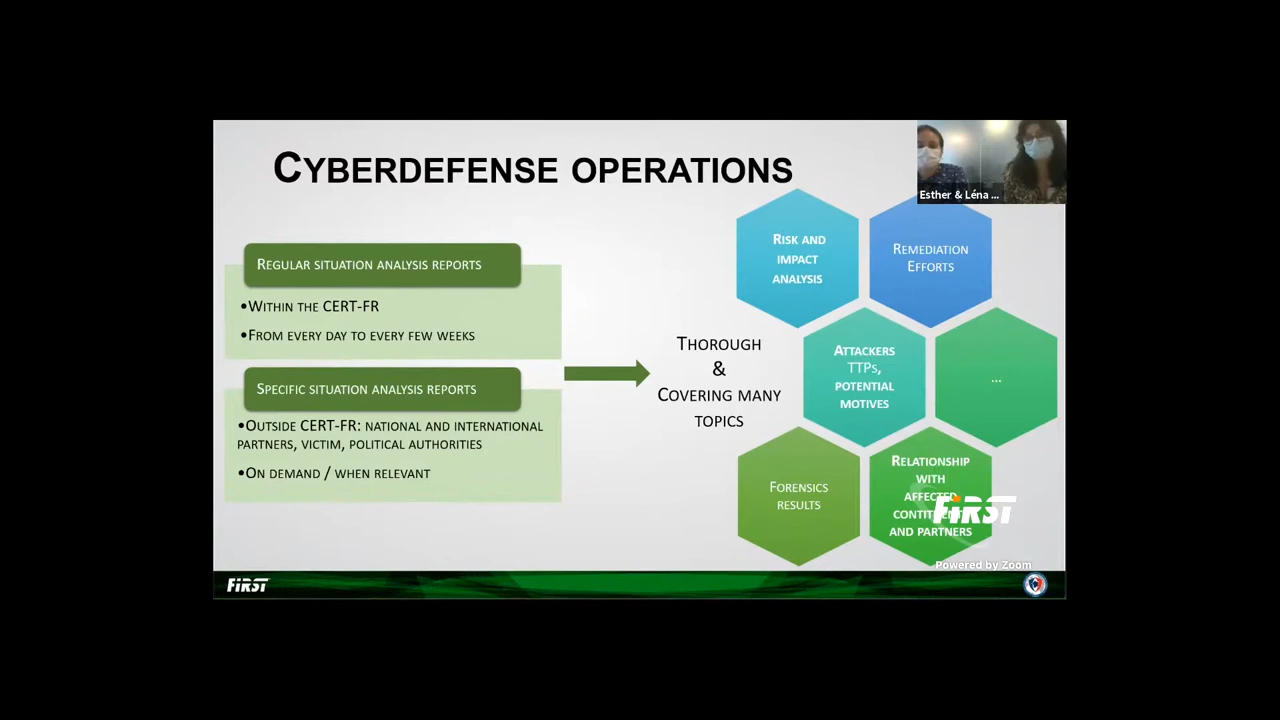 CYBERDEFENSE OPERATIONS
Esther & Léna ...
REGULAR SITUATION ANALYSIS REPORTS
•WITHIN THE CERT-FR
•FROM EVERY DAY TO EVERY FEW WEEKS
SPECIFIC SITUATION ANALYSIS REPORTS
•OUTSIDE CERT-FR: NATIONAL AND INTERNATIONAL
PARTNERS, VICTIM, POLITICAL AUTHORITIES
•ON DEMAND / WHEN RELEVANT
THOROUGH
&
COVERING MANY
TOPICS
RISK AND
IMPACT
ANALYSIS
REMEDIATION
EFFORTS
ATTACKERS
TTPS,
POTENTIAL
MOTIVES
...
FORENSICS
RESULTS
RELATIONSHIP
WITH
AFFECTED
AND PARTNERS
FiRST
Powered by Zoom
FiRST